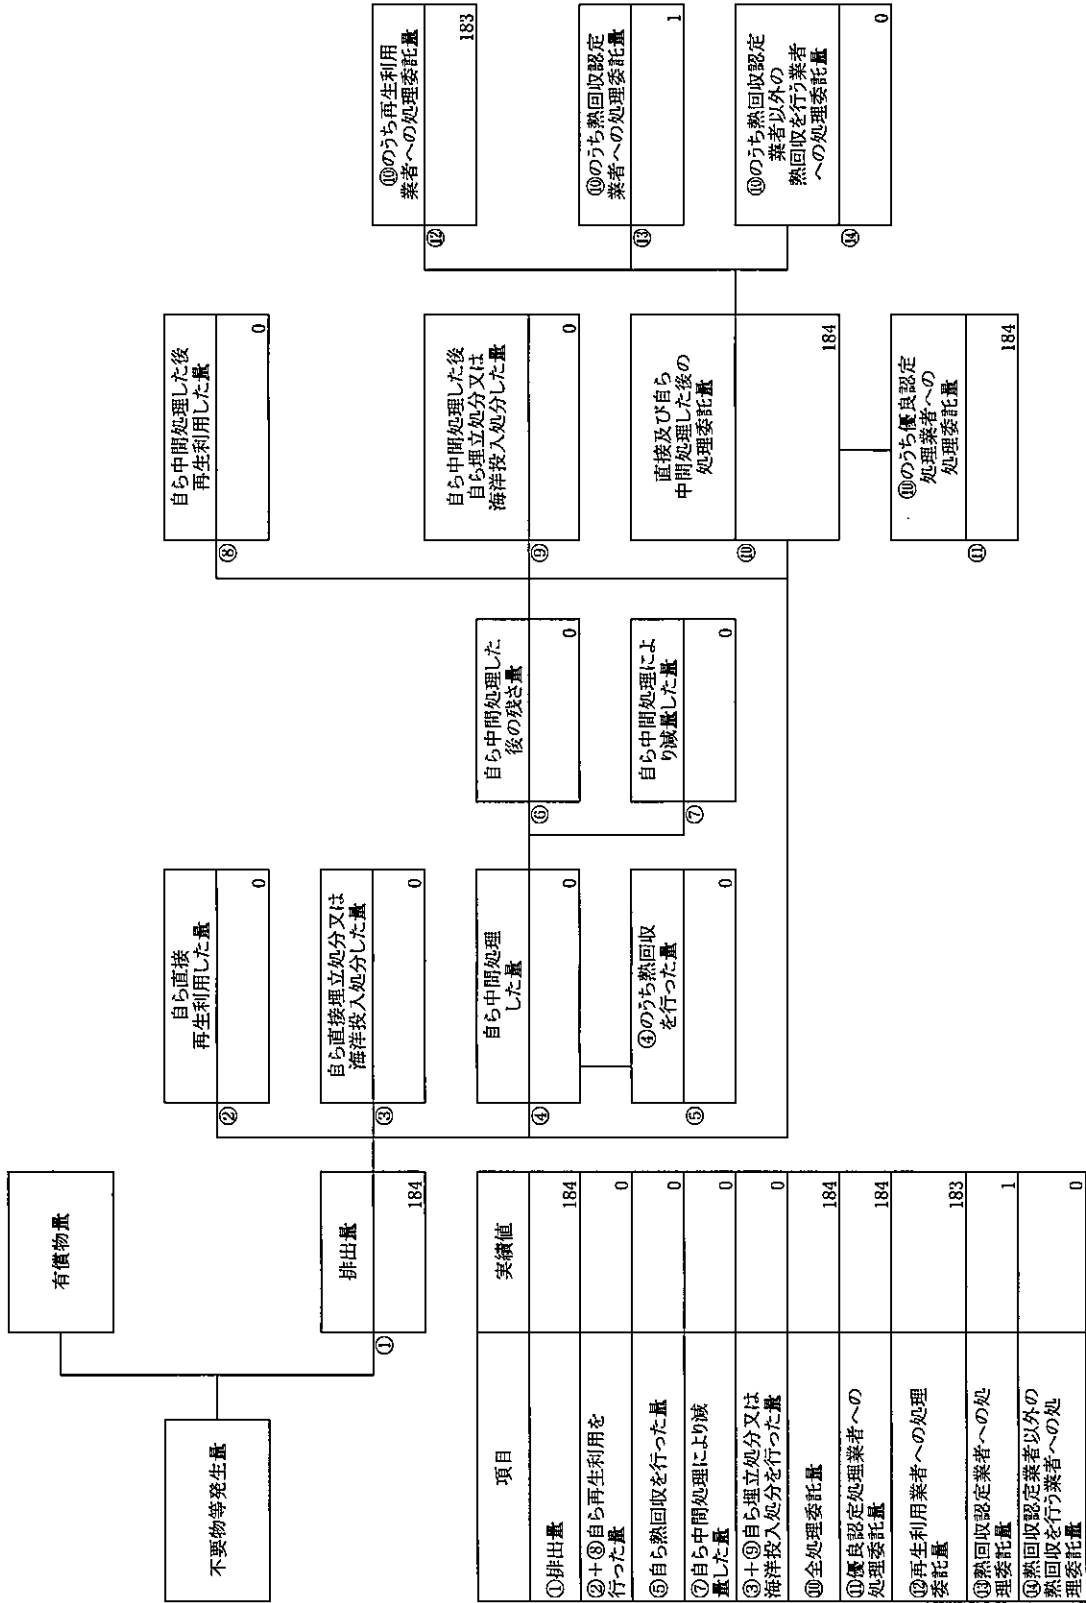 不要物等発生量
有償物量
①
排出量
184
②
自ら直接
再生利用した量
0
③
自ら直接埋立処分又は
海洋投入処分した量
0
④
自ら中間処理
した量
0
⑤
④のうち熱回収
を行った量
0
⑥
自ら中間処理した
後の残さ量
0
⑦
自ら中間処理によ
り減量した量
0
⑧
自ら中間処理した後
再生利用した量
0
⑨
自ら中間処理した後
自ら埋立処分又は
海洋投入処分した量
0
⑩
直接及び自ら
中間処理した後の
処理委託量
184
⑪
⑩のうち優良認定
処理業者への
処理委託量
184
⑫
⑩のうち再生利用
業者への処理委託量
183
⑬
⑩のうち熱回収認定
業者への処理委託量
1
⑭
⑩のうち熱回収認定
業者以外の
熱回収を行う業者
への処理委託量
0
項目 実績値
①排出量 184
②+⑧自ら再生利用を
行った量 0
⑤自ら熱回収を行った量 0
⑦自ら中間処理により減
量した量 0
③+⑨自ら埋立処分又は
海洋投入処分を行った量 0
⑩全処理委託量 184
⑪優良認定処理業者への
処理委託量 184
⑫再生利用業者への処理
委託量 183
⑬熱回収認定業者への処
理委託量 1
⑭熱回収認定業者以外の
熱回収を行う業者への処
理委託量 0